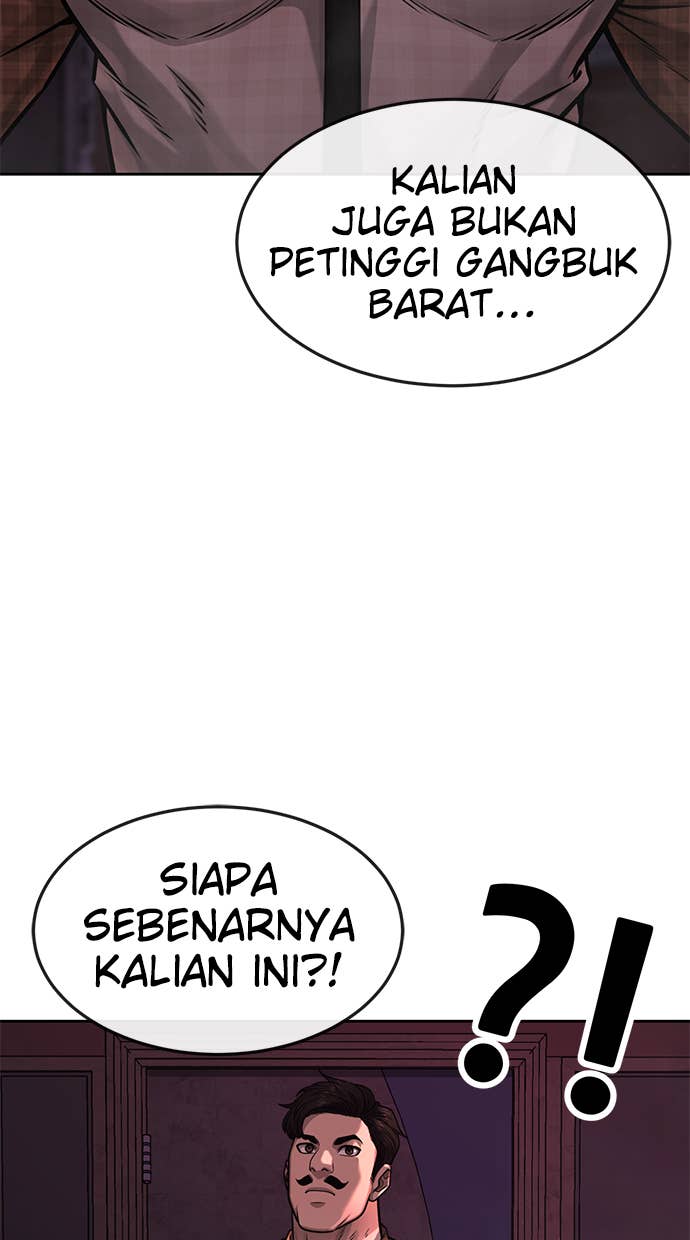 KALIAN
JUGA BUKAN
PETINGGI GANGBUK
BARAT...
SIAPA
SEBENARNYA
KALIAN INI?!
?!